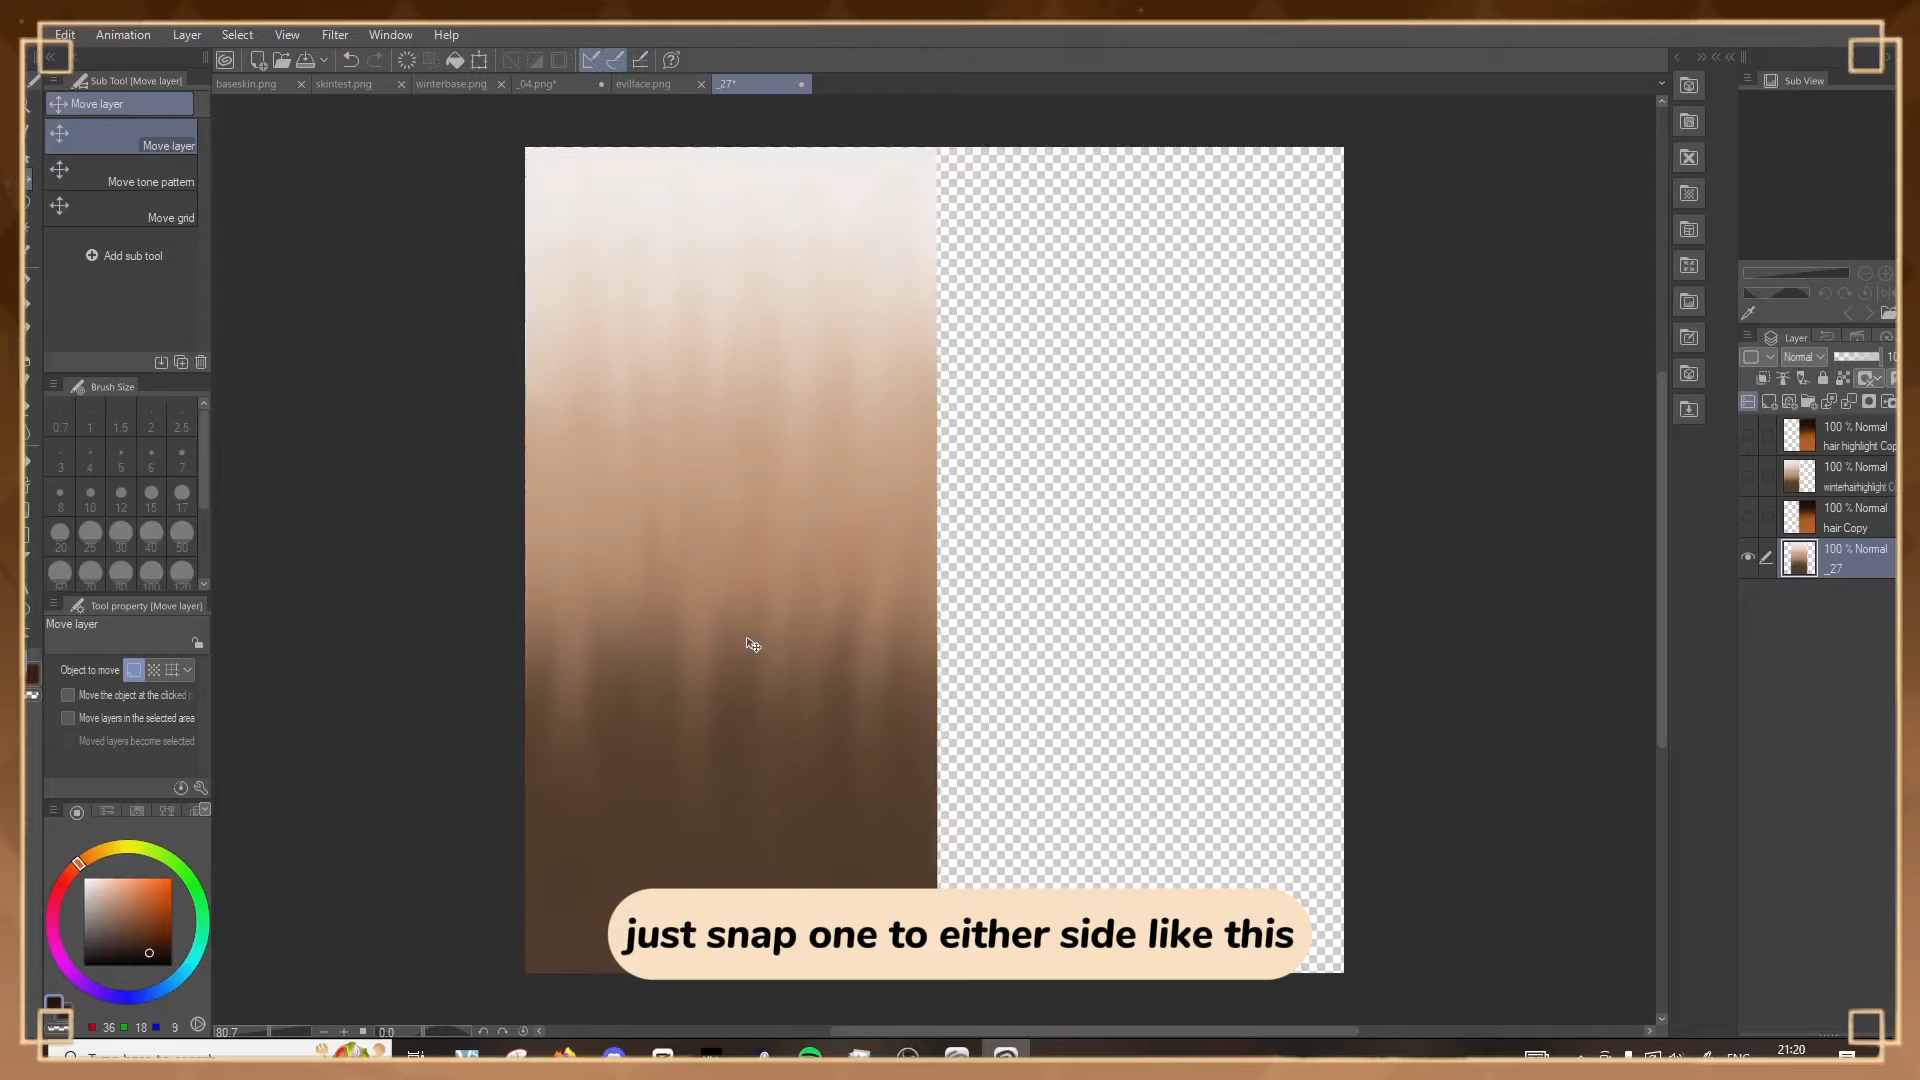 Edit Animation Layer Select View Filter Window Help
Sub Tool [Move layer]
baseskin.png skintest.png winterbase.png _04.png* evilface.png _27*
Sub View
Move layer
Move layer
Move tone pattern
Move grid
Add sub tool
Brush Size
0.7 1 1.5 2 2.5
3 4 5 6 7
8 10 12 15 17
20 25 30 40 50
Tool property [Move layer]
Move layer
Object to move
Move the object at the clicked
Move layers in the selected area
Moved layers become selected
36 18 9
80.7 0.0
Layer
Normal 10
100 % Normal
hair highlight Cop
100 % Normal
winterhairhighlight C
100 % Normal
hair Copy
100 % Normal
_27
just snap one to either side like this
21:20